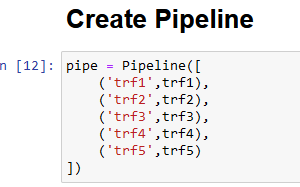 Create Pipeline
n [12]: pipe = Pipeline([
('trf1',trf1),
('trf2',trf2),
('trf3',trf3),
('trf4',trf4),
('trf5',trf5)
])